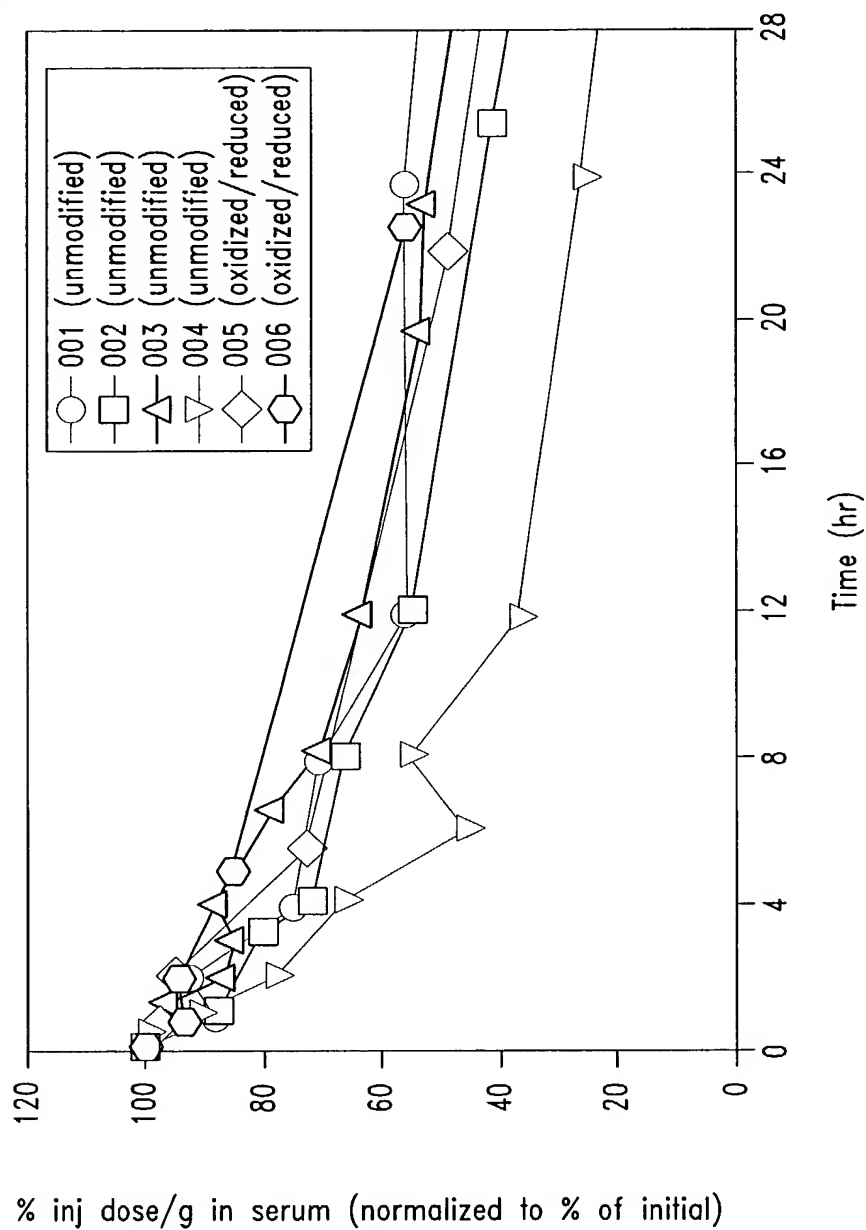 % inj dose/g in serum (normalized to % of initial)
120
100
80
60
40
20
0
001 (unmodified)
002 (unmodified)
003 (unmodified)
004 (unmodified)
005 (oxidized/reduced)
006 (oxidized/reduced)
0
4
8
12
16
20
24
28
Time (hr)